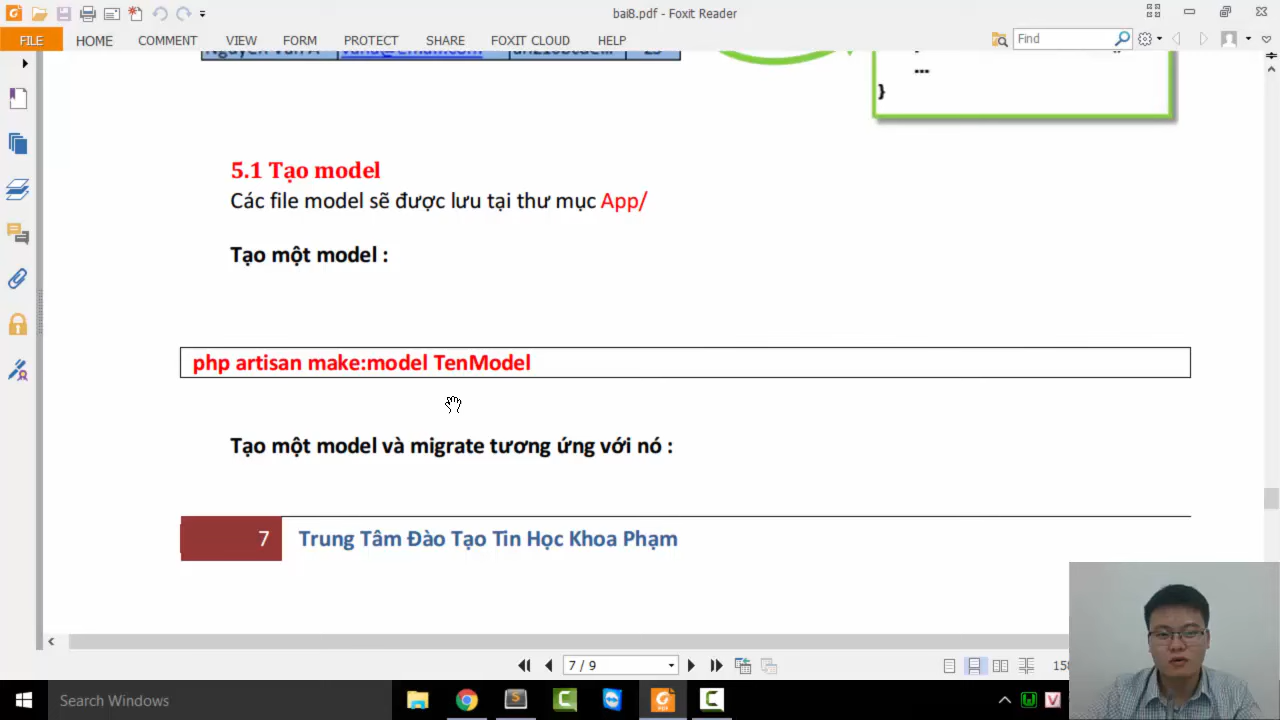 bai8.pdf - Foxit Reader
FILE HOME COMMENT VIEW FORM PROTECT SHARE FOXIT CLOUD HELP
Find
...
}
5.1 Tạo model
Các file model sẽ được lưu tại thư mục App/
Tạo một model :
php artisan make:model TenModel
Tạo một model và migrate tương ứng với nó :
7 Trung Tâm Đào Tạo Tin Học Khoa Phạm
7 / 9
Search Windows